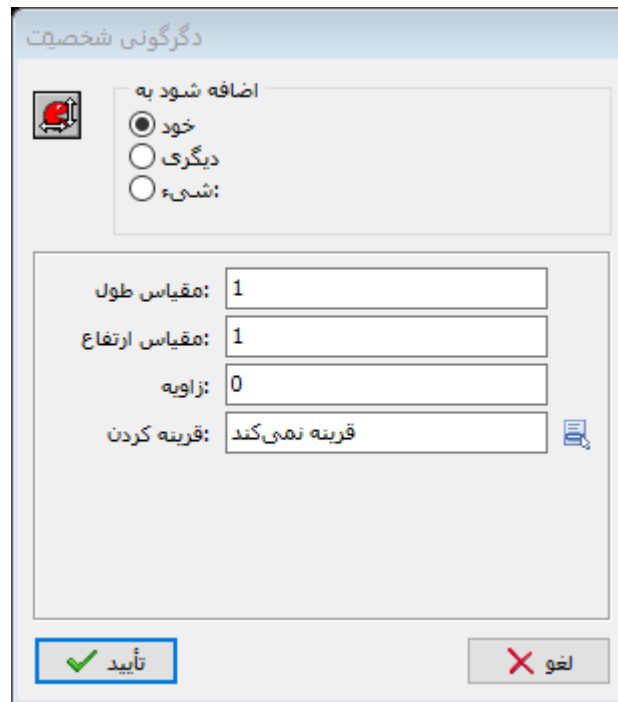 دگرگونی شخصیّت
اضافه شود به
خود
دیگری
شیء:
مقیاس طول: 1
مقیاس ارتفاع: 1
زاویه: 0
قرینه کردن: قرینه نمی‌کند
تأیید
لغو